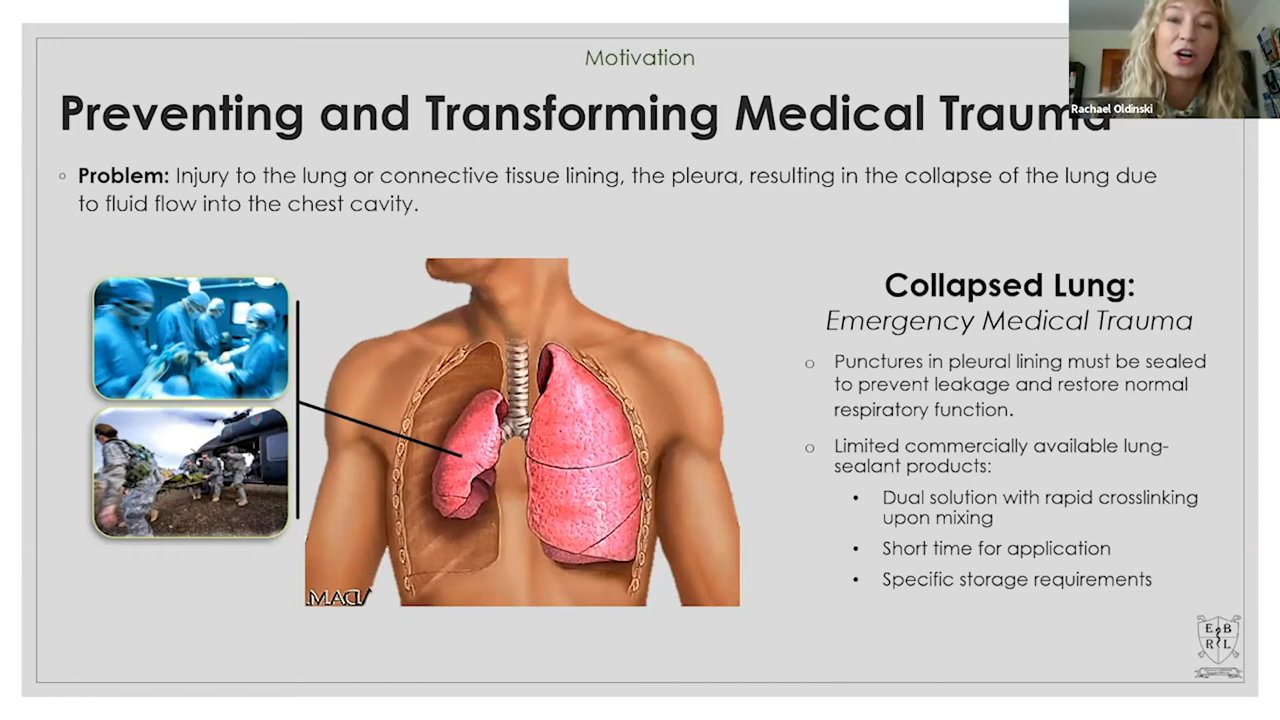 Motivation
Preventing and Transforming Medical Trauma
Rachael Oldinski
◦ Problem: Injury to the lung or connective tissue lining, the pleura, resulting in the collapse of the lung due
to fluid flow into the chest cavity.
Collapsed Lung:
Emergency Medical Trauma
o Punctures in pleural lining must be sealed
to prevent leakage and restore normal
respiratory function.
o Limited commercially available lung-
sealant products:
• Dual solution with rapid crosslinking
upon mixing
• Short time for application
• Specific storage requirements
E B
R L